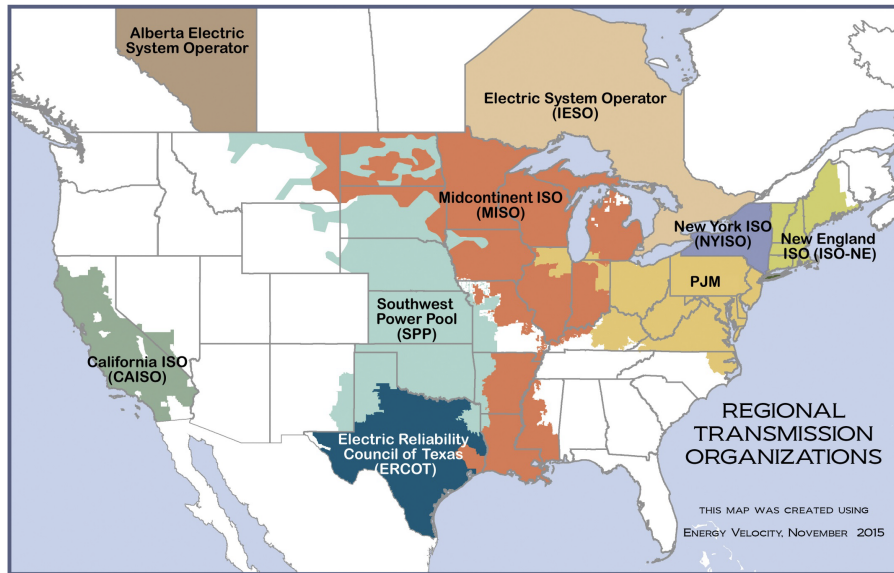 Alberta Electric
System Operator
Electric System Operator
(IESO)
Midcontinent ISO
(MISO)
New York ISO
(NYISO)
New England
ISO (ISO-NE)
PJM
Southwest
Power Pool
(SPP)
California ISO
(CAISO)
Electric Reliability
Council of Texas
(ERCOT)
REGIONAL
TRANSMISSION
ORGANIZATIONS
THIS MAP WAS CREATED USING
ENERGY VELOCITY, NOVEMBER 2015